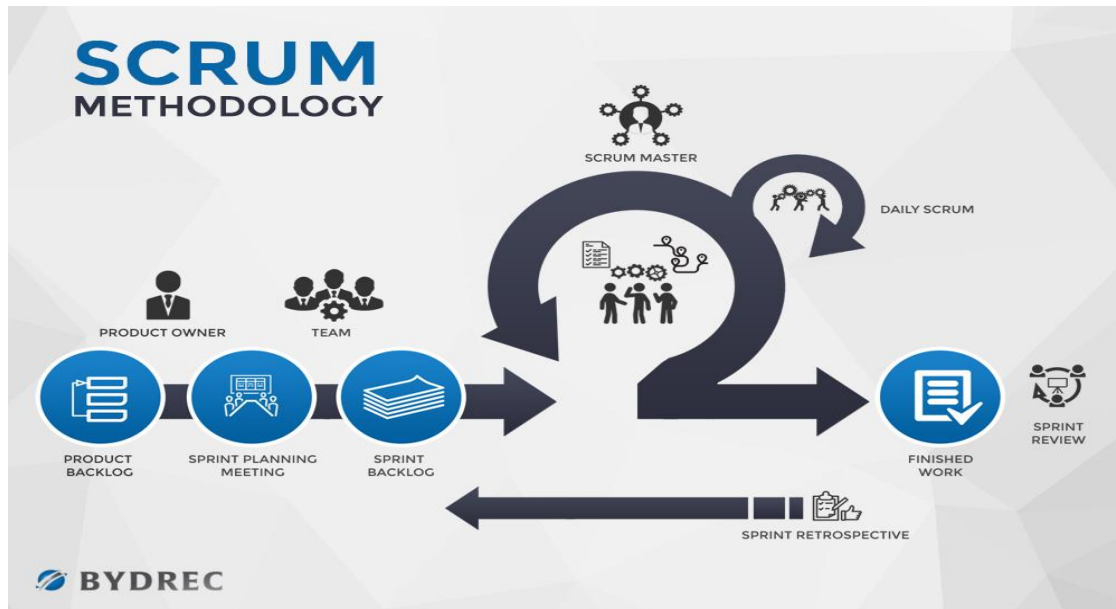 SCRUM
METHODOLOGY
SCRUM MASTER
DAILY SCRUM
PRODUCT OWNER
TEAM
PRODUCT
BACKLOG
SPRINT PLANNING
MEETING
SPRINT
BACKLOG
FINISHED
WORK
SPRINT
REVIEW
SPRINT RETROSPECTIVE
BYDREC